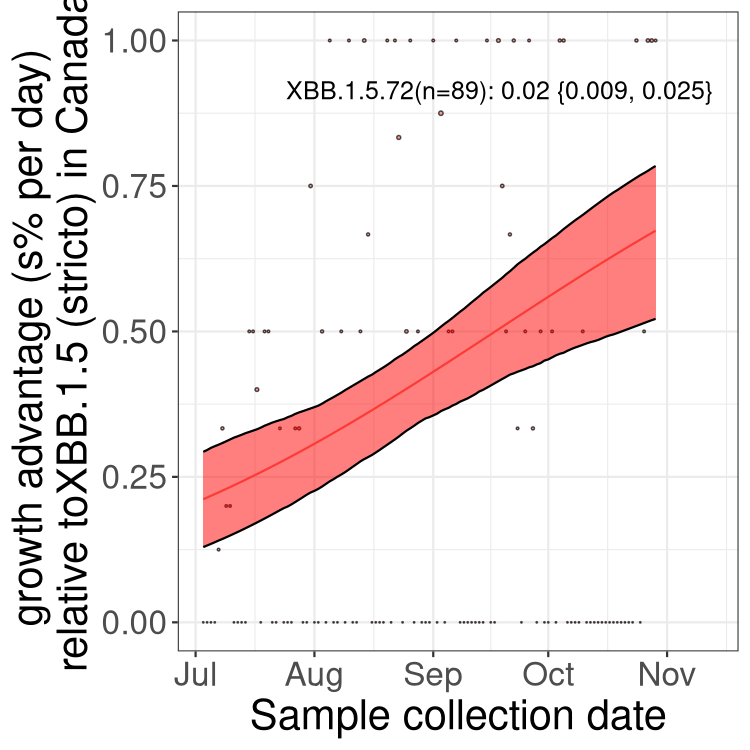 growth advantage (s% per day)
relative toXBB.1.5 (stricto) in Canada
1.00
0.75
0.50
0.25
0.00
XBB.1.5.72(n=89): 0.02 {0.009, 0.025}
Jul Aug Sep Oct Nov
Sample collection date